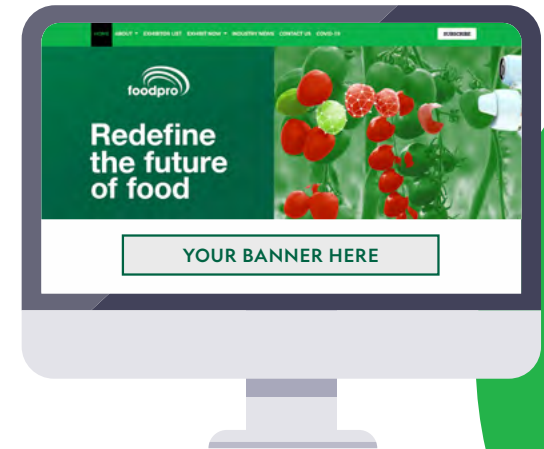 HOME ABOUT EXHIBITOR LIST EXHIBIT NOW INDUSTRY NEWS CONTACT US COVID-19 SUBSCRIBE
foodpro
Redefine
the future
of food
YOUR BANNER HERE